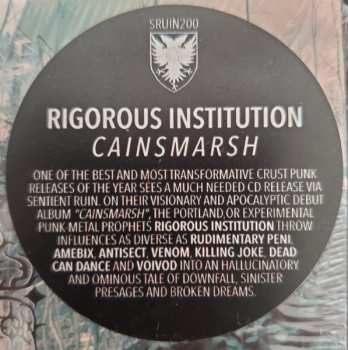 SRUIN200
RIGOROUS INSTITUTION
CAINSMARSH
ONE OF THE BEST AND MOST TRANSFORMATIVE CRUST PUNK
RELEASES OF THE YEAR SEES A MUCH NEEDED CD RELEASE VIA
SENTIENT RUIN. ON THEIR VISIONARY AND APOCALYPTIC DEBUT
ALBUM "CAINSMARSH", THE PORTLAND, OR EXPERIMENTAL
PUNK-METAL PROPHETS RIGOROUS INSTITUTION THROW
INFLUENCES AS DIVERSE AS RUDIMENTARY PENI,
AMEBIX, ANTISECT, VENOM, KILLING JOKE, DEAD
CAN DANCE AND VOIVOD INTO AN HALLUCINATORY
AND OMINOUS TALE OF DOWNFALL, SINISTER
PRESAGES AND BROKEN DREAMS.